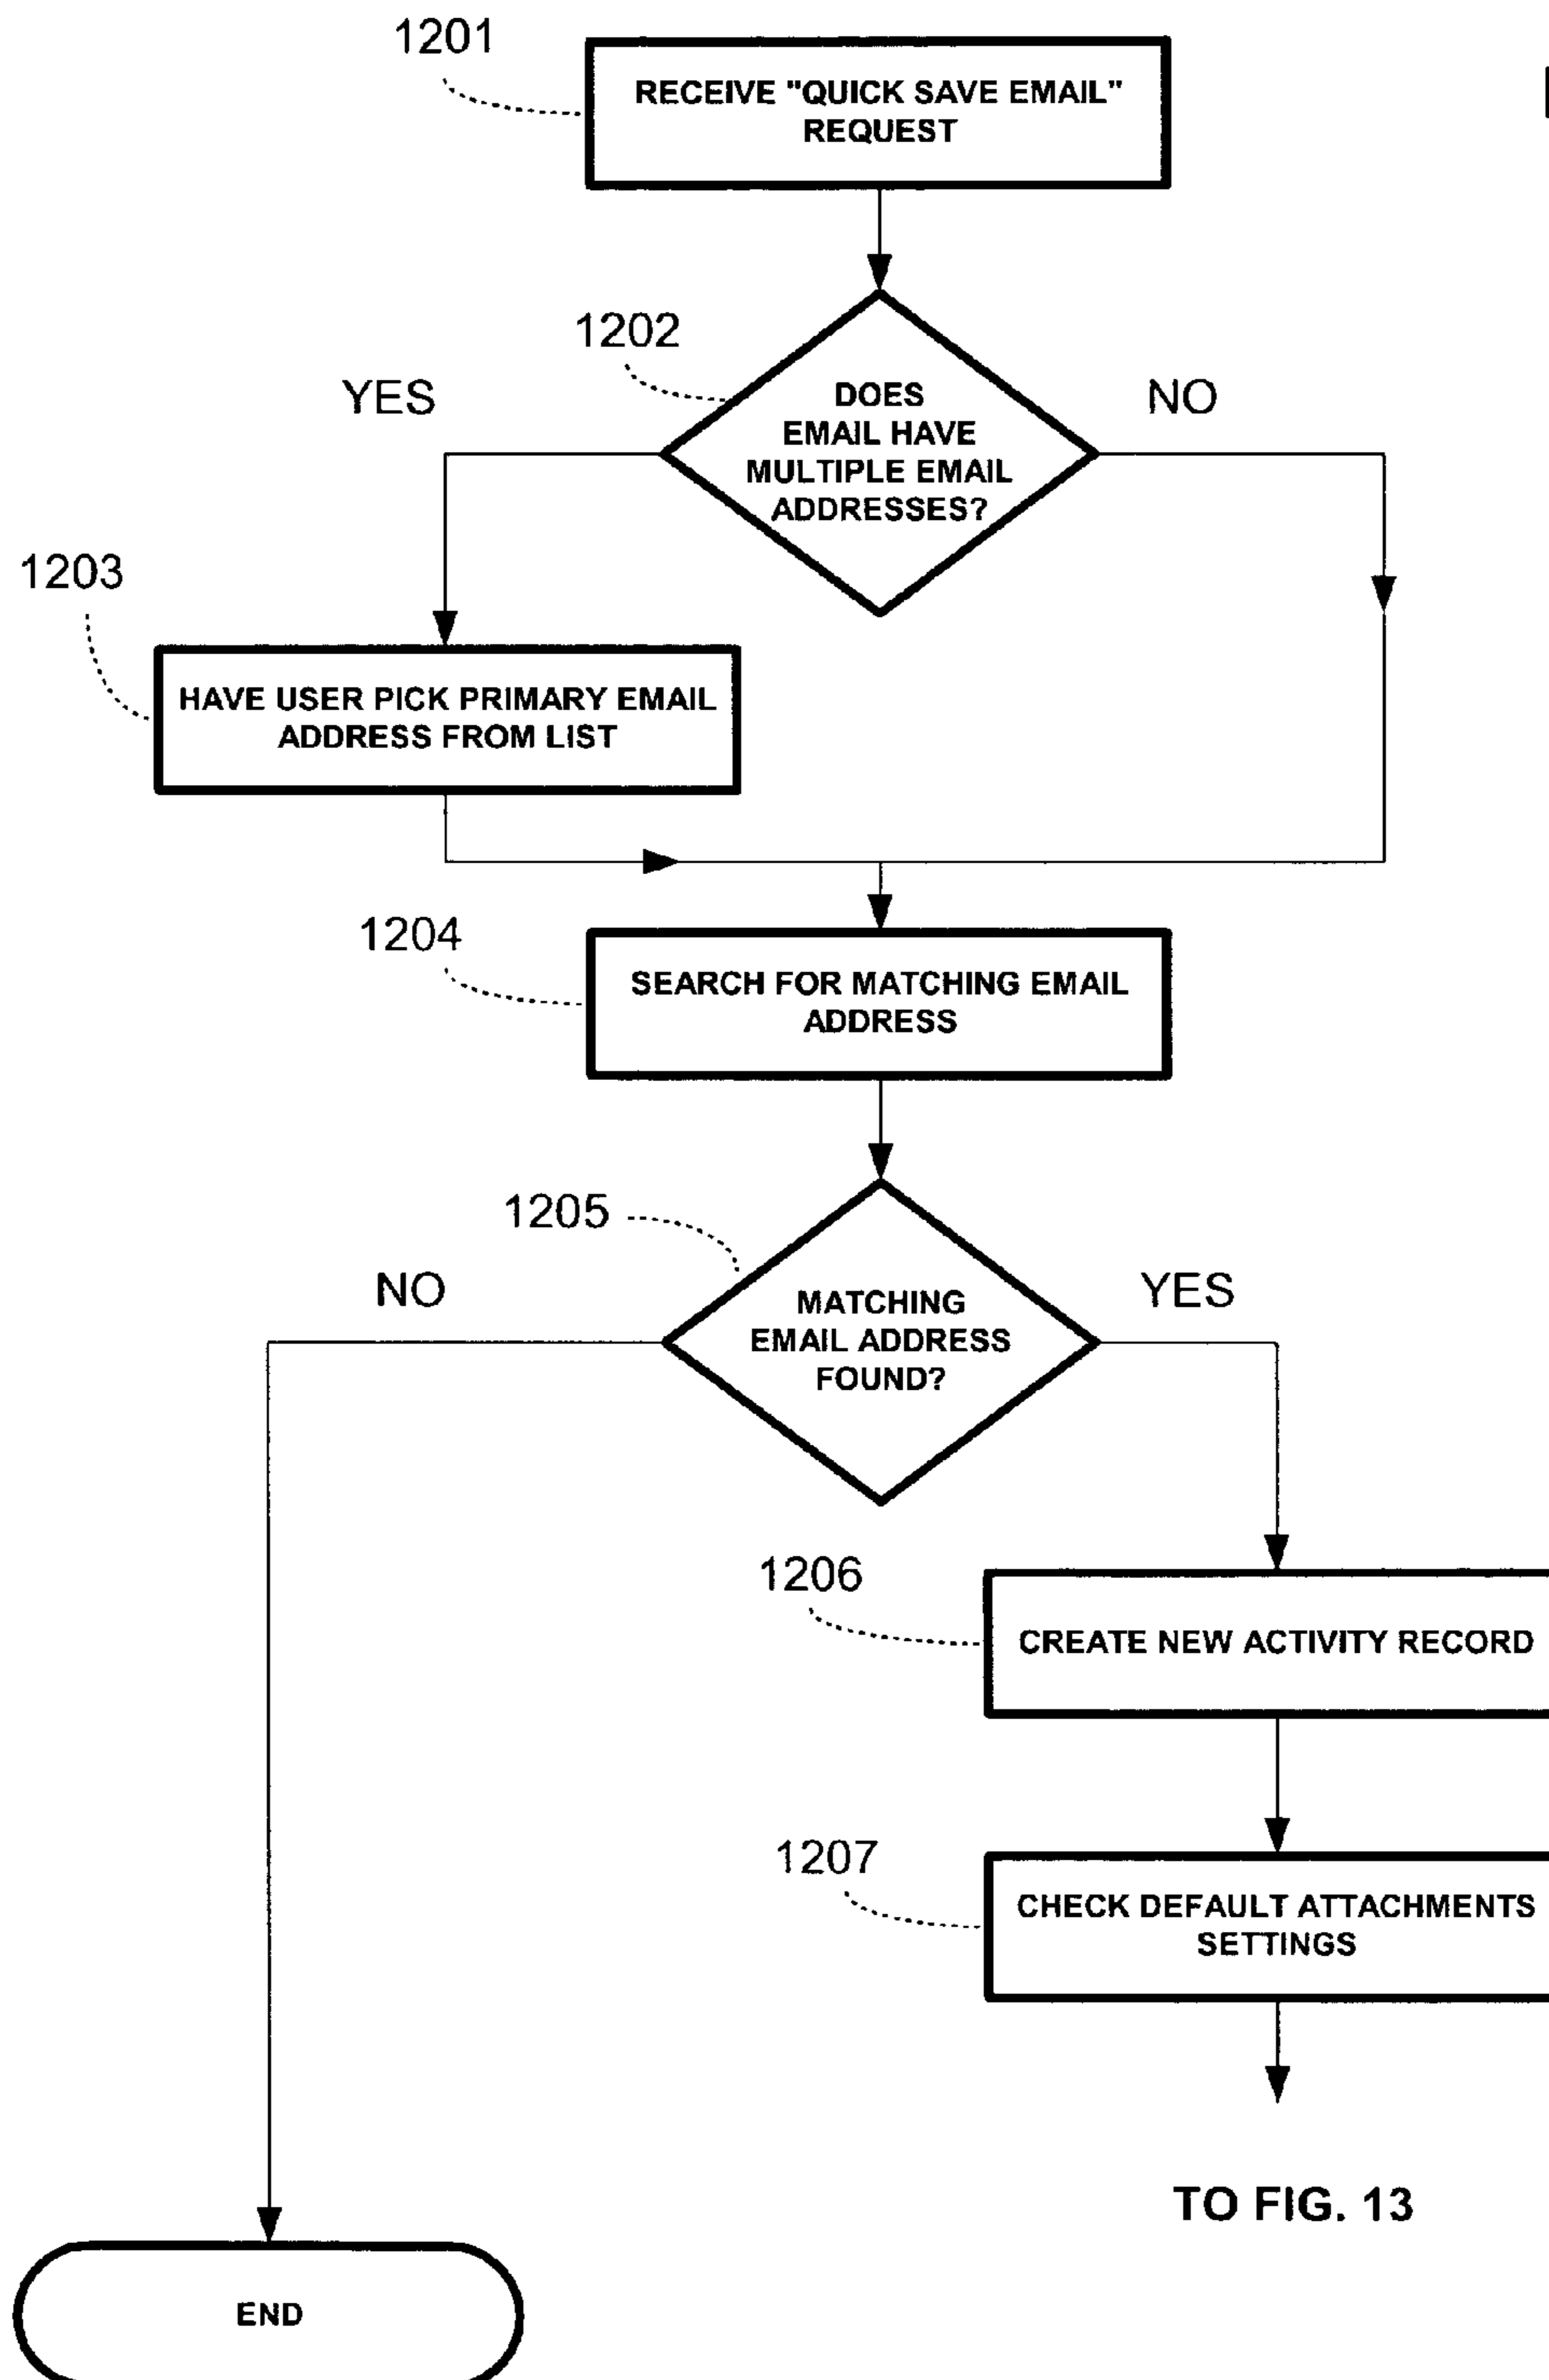 1201
RECEIVE "QUICK SAVE EMAIL"
REQUEST
1202
YES
NO
DOES
EMAIL HAVE
MULTIPLE EMAIL
ADDRESSES?
1203
HAVE USER PICK PRIMARY EMAIL
ADDRESS FROM LIST
1204
SEARCH FOR MATCHING EMAIL
ADDRESS
1205
NO
YES
MATCHING
EMAIL ADDRESS
FOUND?
1206
CREATE NEW ACTIVITY RECORD
1207
CHECK DEFAULT ATTACHMENTS
SETTINGS
TO FIG. 13
END